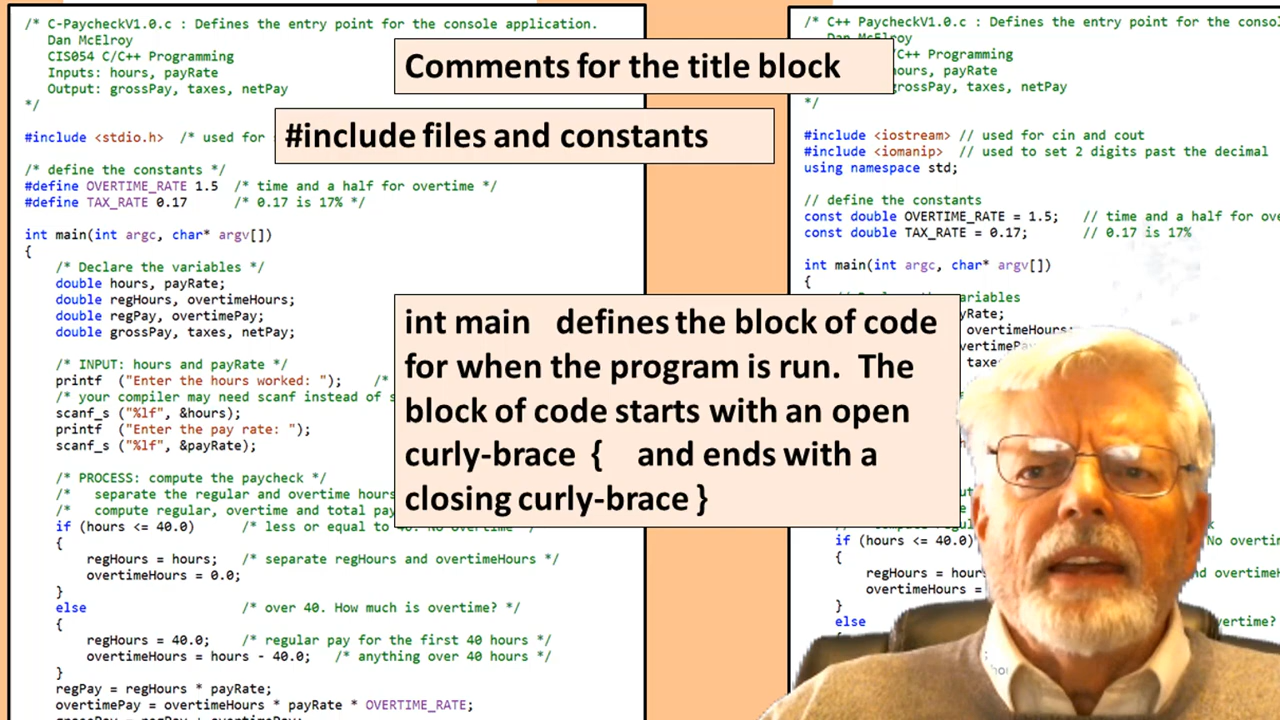 /* C-PaycheckV1.0.c : Defines the entry point for the console application.
Dan McElroy
CIS054 C/C++ Programming
Inputs: hours, payRate
Output: grossPay, taxes, netPay
*/
#include <stdio.h> /* used for
/* define the constants */
#define OVERTIME_RATE 1.5 /* time and a half for overtime */
#define TAX_RATE 0.17 /* 0.17 is 17% */
int main(int argc, char* argv[])
{
/* Declare the variables */
double hours, payRate;
double regHours, overtimeHours;
double regPay, overtimePay;
double grossPay, taxes, netPay;
/* INPUT: hours and payRate */
printf ("Enter the hours worked: "); /*
/* your compiler may need scanf instead of
scanf_s ("%lf", &hours);
printf ("Enter the pay rate: ");
scanf_s ("%lf", &payRate);
/* PROCESS: compute the paycheck */
/* separate the regular and overtime hours
/* compute regular, overtime and total
if (hours <= 40.0) /* less or equal to 40. No overtime */
{
regHours = hours; /* separate regHours and overtimeHours */
overtimeHours = 0.0;
}
else /* over 40. How much is overtime? */
{
regHours = 40.0; /* regular pay for the first 40 hours */
overtimeHours = hours - 40.0; /* anything over 40 hours */
}
regPay = regHours * payRate;
overtimePay = overtimeHours * payRate * OVERTIME_RATE;
Comments for the title block
#include files and constants
int main defines the block of code
for when the program is run. The
block of code starts with an open
curly-brace { and ends with a
closing curly-brace }
/* C++ PaycheckV1.0.c : Defines the entry point for the
Dan McElroy
/C++ Programming
hours, payRate
grossPay, taxes, netPay
*/
#include <iostream> // used for cin and cout
#include <iomanip> // used to set 2 digits past the decimal
using namespace std;
// define the constants
const double OVERTIME_RATE = 1.5; // time and a half for
const double TAX_RATE = 0.17; // 0.17 is 17%
int main(int argc, char* argv[])
{
if (hours <= 40.0)
{
regHours =
overtimeHours =
}
else